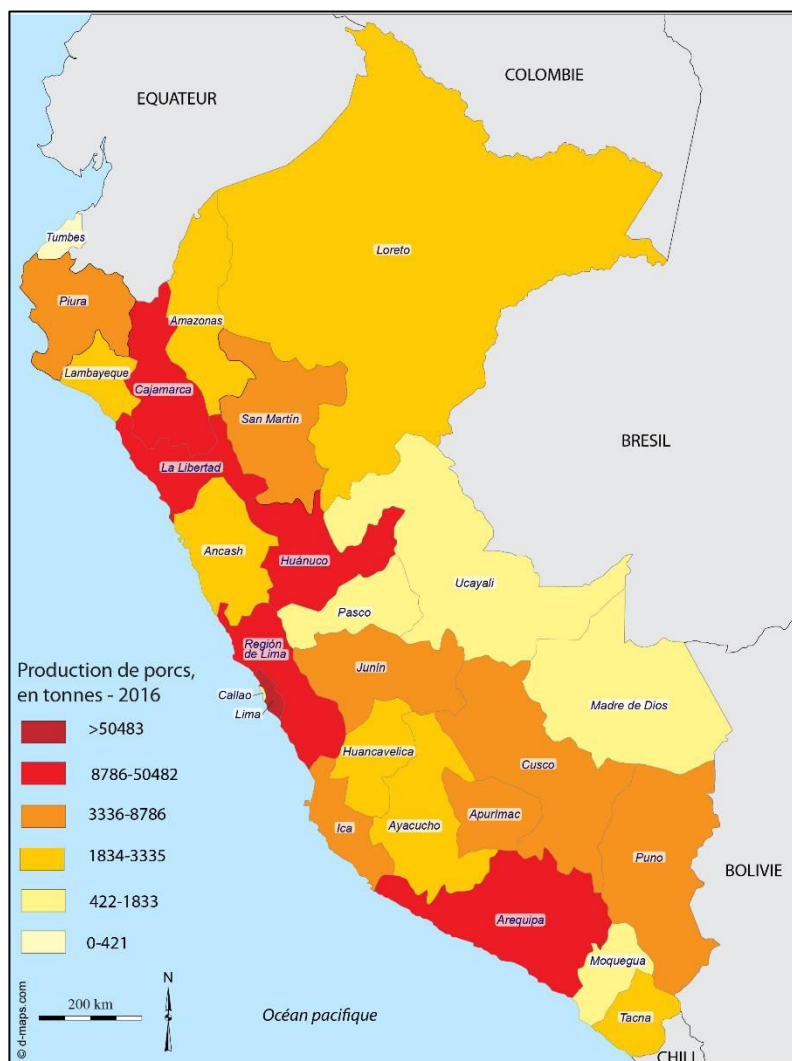 COLOMBIE
EQUATEUR
Tumbes
Loreto
Piura
Amazonas
Lambayeque
Cajamarca
San Martín
BRESIL
La Libertad
Ancash
Huánuco
Ucayali
Pasco
Región
de Lima
Junín
Production de porcs,
en tonnes - 2016
Callao
Lima
Madre de Dios
>50483
Huancavelica
8786-50482
Cusco
3336-8786
Ica
Ayacucho
Apurímac
Puno
1834-3335
BOLIVIE
422-1833
Arequipa
0-421
Moquegua
N
200 km
Océan pacifique
Tacna
CHILI
© d-maps.com